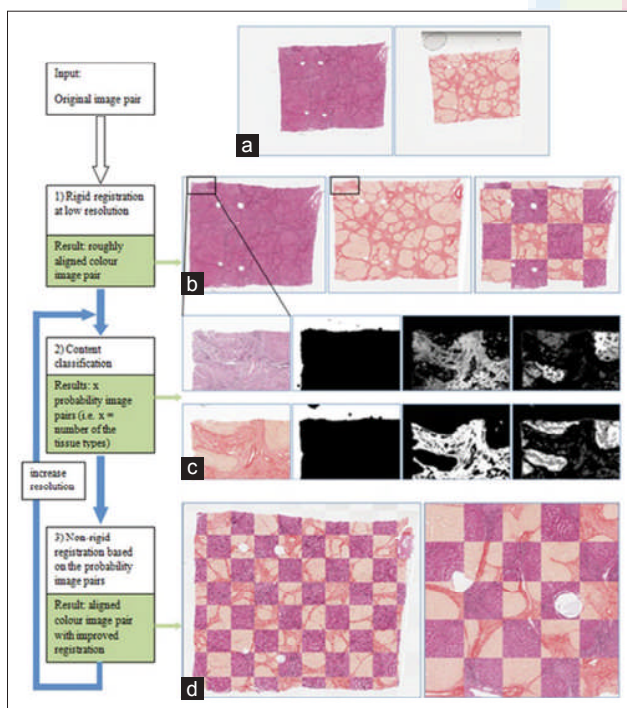 Input:
Original image pair
1) Rigid registration
at low resolution
Result: roughly
aligned colour
image pair
2) Content
classification
Results: x
probability image
pairs (i.e. x =
number of the
tissue types)
increase
resolution
3) Non-rigid
registration based
on the probability
image pairs
Result: aligned
colour image pair
with improved
registration
a
b
c
d